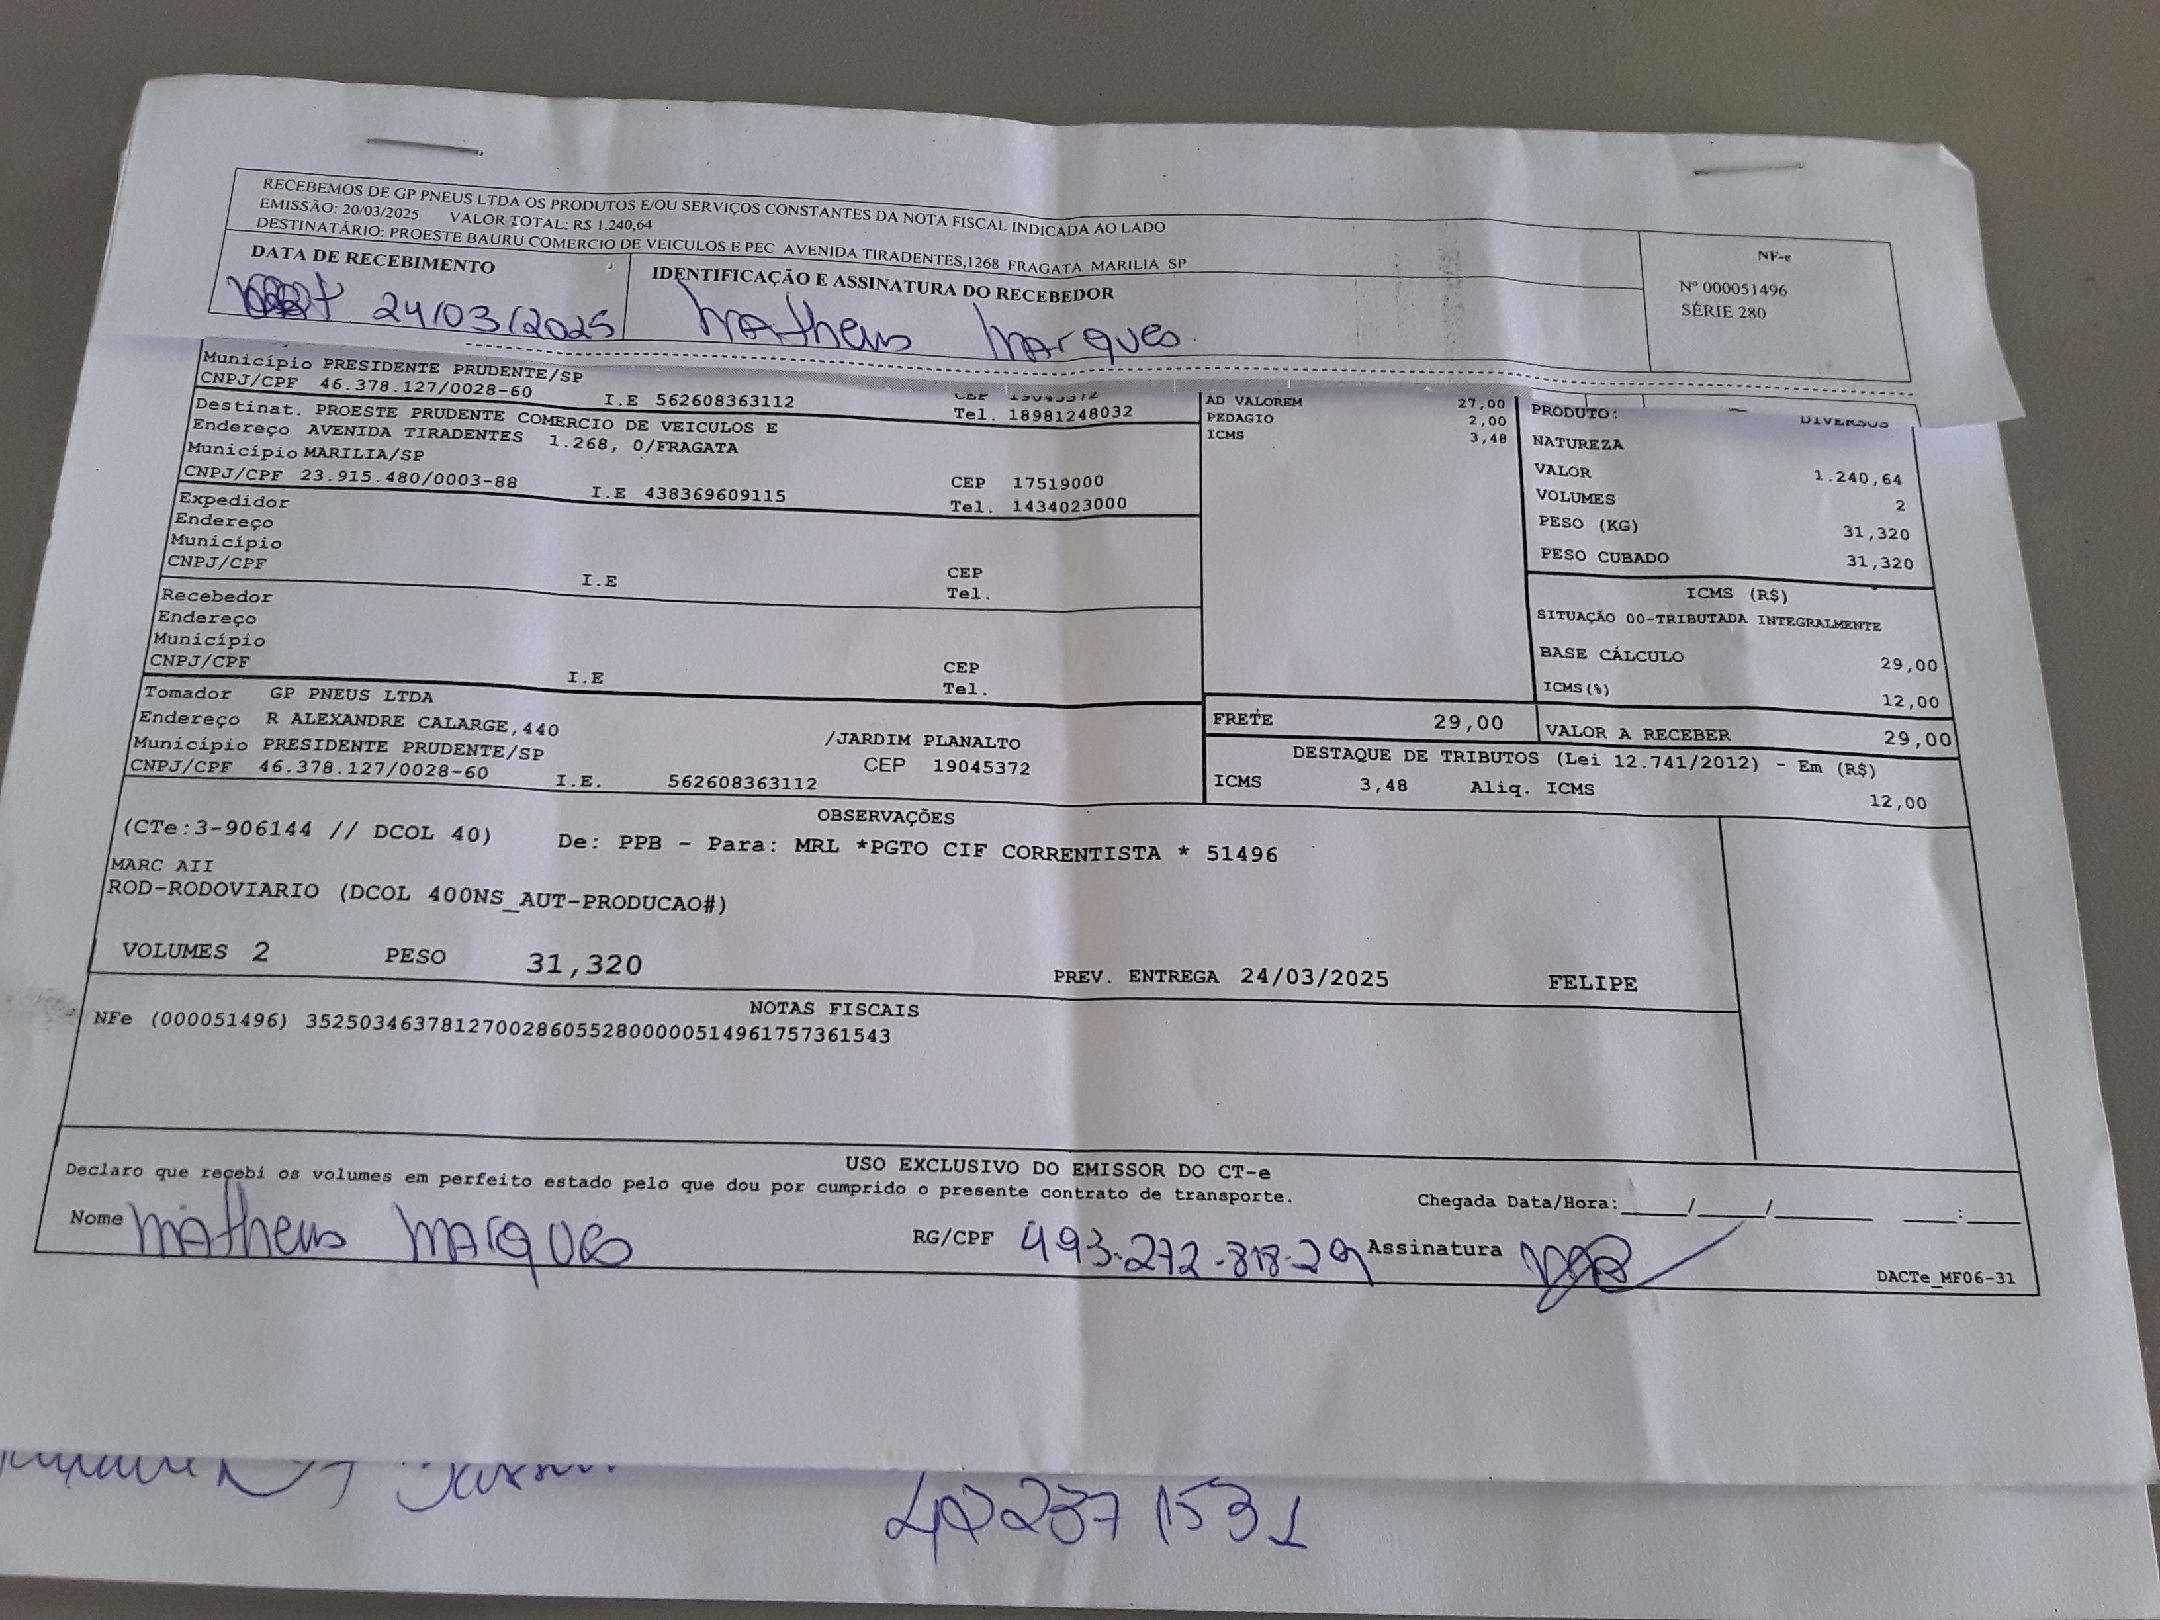 RECEBEMOS DE GP PNEUS LTDA OS PRODUTOS E/OU SERVIÇOS CONSTANTES DA NOTA FISCAL INDICADA AO LADO
EMISSÃO: 20/03/2025 VALOR TOTAL: R$ 1.240,64
DESTINATÁRIO: PROESTE BAURU COMERCIO DE VEICULOS E PEC AVENIDA TIRADENTES,1268 FRAGATA MARILIA SP
NF-e
Nº 000051496
SÉRIE 280
DATA DE RECEBIMENTO
24/03/2025
IDENTIFICAÇÃO E ASSINATURA DO RECEBEDOR
Matheus Marques
Município PRESIDENTE PRUDENTE/SP
CNPJ/CPF 46.378.127/0028-60 I.E 562608363112
CEP 19045372
Tel. 18981248032
Destinat. PROESTE PRUDENTE COMERCIO DE VEICULOS E
Endereço AVENIDA TIRADENTES 1.268, 0/FRAGATA
Município MARILIA/SP CEP 17519000
CNPJ/CPF 23.915.480/0003-88 I.E 438369609115 Tel. 1434023000
Expedidor
Endereço
Município CEP
CNPJ/CPF I.E Tel.
Recebedor
Endereço
Município CEP
CNPJ/CPF I.E Tel.
Tomador GP PNEUS LTDA
Endereço R ALEXANDRE CALARGE,440 /JARDIM PLANALTO
Município PRESIDENTE PRUDENTE/SP CEP 19045372
CNPJ/CPF 46.378.127/0028-60 I.E. 562608363112
AD VALOREM 27,00
PEDAGIO 2,00
ICMS 3,48
PRODUTO: DIVERSOS
NATUREZA
VALOR 1.240,64
VOLUMES 2
PESO (KG) 31,320
PESO CUBADO 31,320
ICMS (R$)
SITUAÇÃO 00-TRIBUTADA INTEGRALMENTE
BASE CÁLCULO 29,00
ICMS(%) 12,00
FRETE 29,00 VALOR A RECEBER 29,00
DESTAQUE DE TRIBUTOS (Lei 12.741/2012) - Em (R$)
ICMS 3,48 Aliq. ICMS 12,00
OBSERVAÇÕES
(CTe:3-906144 // DCOL 40) De: PPB - Para: MRL *PGTO CIF CORRENTISTA * 51496
MARC AII
ROD-RODOVIARIO (DCOL 400NS_AUT-PRODUCAO#)
VOLUMES 2 PESO 31,320 PREV. ENTREGA 24/03/2025 FELIPE
NOTAS FISCAIS
NFe (000051496) 35250346378127002860552800000514961757361543
USO EXCLUSIVO DO EMISSOR DO CT-e
Declaro que recebi os volumes em perfeito estado pelo que dou por cumprido o presente contrato de transporte. Chegada Data/Hora:_____/_____/_______ ____:____
Nome Matheus Marques RG/CPF 493.272.818-29 Assinatura
DACTe_MF06-31